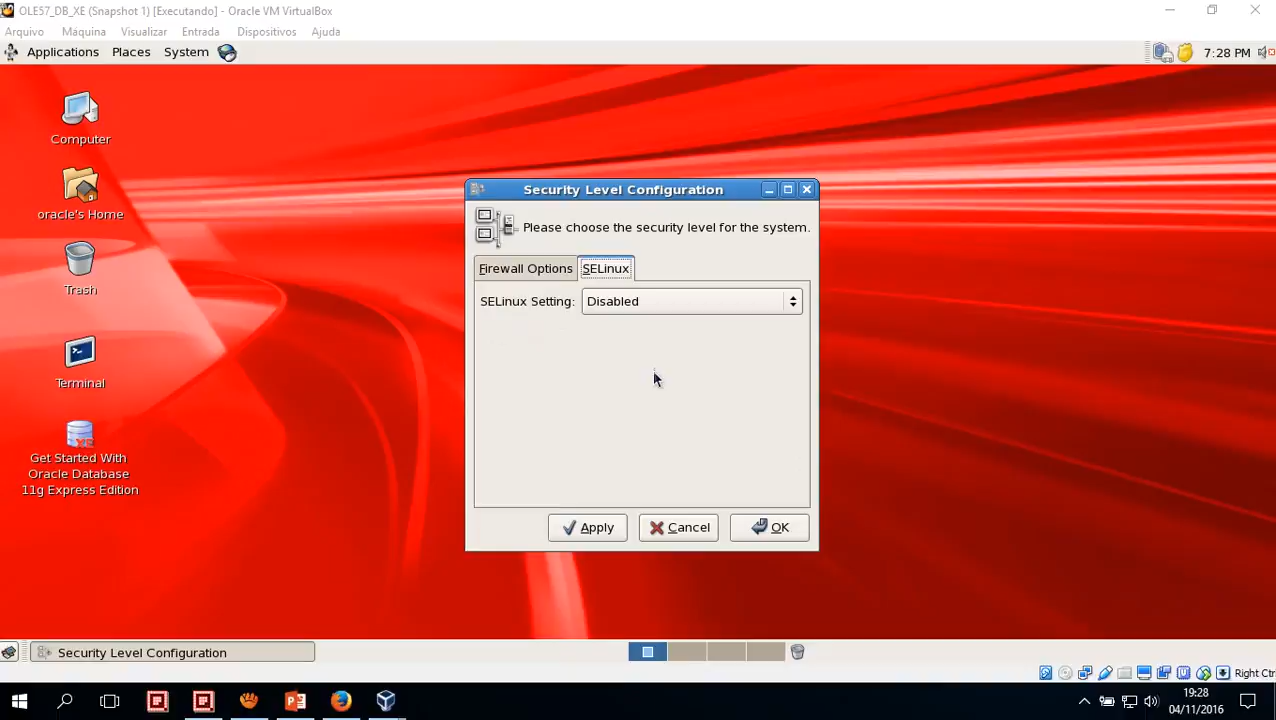 OLE57_DB_XE (Snapshot 1) [Executando] - Oracle VM VirtualBox
Arquivo Máquina Visualizar Entrada Dispositivos Ajuda
Applications Places System 7:28 PM
Computer
oracle's Home
Trash
Terminal
Get Started With
Oracle Database
11g Express Edition
Security Level Configuration
Please choose the security level for the system.
Firewall Options SELinux
SELinux Setting: Disabled
Apply Cancel OK
Security Level Configuration
Right Ctrl
19:28
04/11/2016